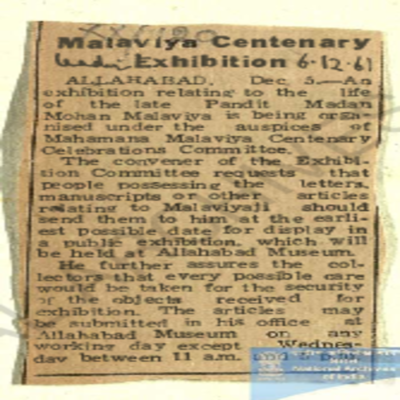 Malaviya Centenary
Exhibition 6-12-61
ALLAHABAD, Dec. 5.—An
exhibition relating to the life
of the late Pandit Madan
Mohan Malaviya is being orga-
nised under the auspices of
Mahamana Malaviya Centenary
Celebrations Committee.
The convener of the Exhibi-
tion Committee requests that
people possessing the letters,
manuscripts or other articles
relating to Malaviyaji should
send them to him at the earli-
est possible date for display in
a public exhibition, which will
be held at Allahabad Museum.
He further assures the col-
lectors that every possible care
would be taken for the security
of the objects received for
exhibition. The articles may
be submitted in his office at
Allahabad Museum on any
working day except Wednes-
day between 11 a.m. and 5 p.m.